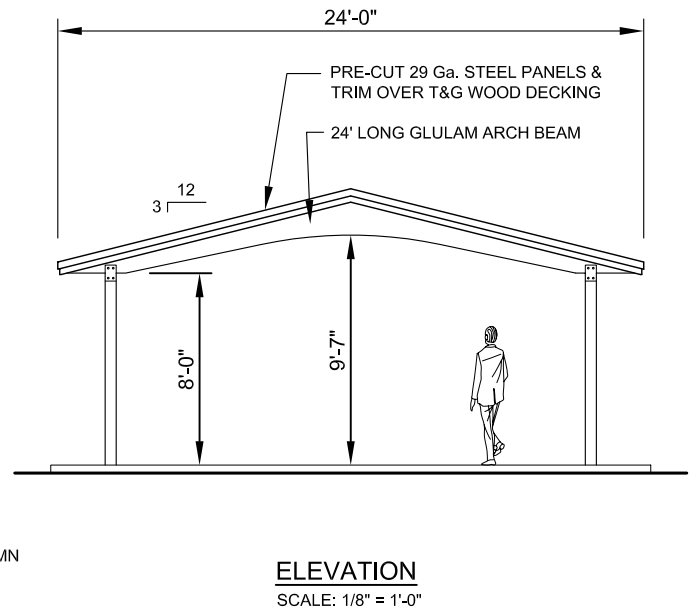 24'-0"
PRE-CUT 29 Ga. STEEL PANELS &
TRIM OVER T&G WOOD DECKING
24' LONG GLULAM ARCH BEAM
12
3
8'-0"
9'-7"
MN
ELEVATION
SCALE: 1/8" = 1'-0"